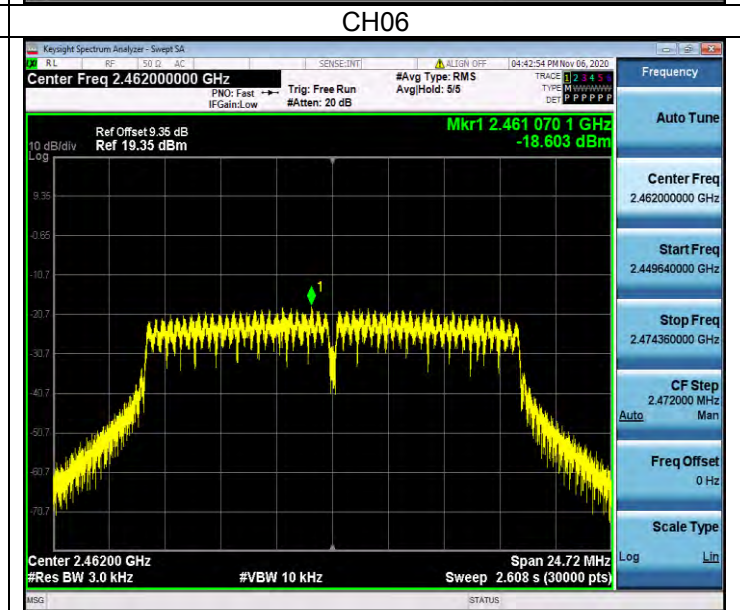 CH06
Keysight Spectrum Analyzer - Swept SA
RL RF 50 Ω AC SENSE:INT ALIGN OFF 04:42:54 PM Nov 06, 2020
Center Freq 2.462000000 GHz
PNO: Fast
IFGain:Low
Trig: Free Run
#Atten: 20 dB
#Avg Type: RMS
Avg|Hold: 5/5
TRACE 1 2 3 4 5 6
TYPE M WWWWW
DET P P P P P P
Frequency
Ref Offset 9.35 dB
10 dB/div Ref 19.35 dBm
Log
Mkr1 2.461 070 1 GHz
-18.603 dBm
9.35
-0.65
-10.7
-20.7
-30.7
-40.7
-50.7
-60.7
-70.7
1
Center 2.46200 GHz Span 24.72 MHz
#Res BW 3.0 kHz #VBW 10 kHz Sweep 2.608 s (30000 pts)
Auto Tune
Center Freq
2.462000000 GHz
Start Freq
2.449640000 GHz
Stop Freq
2.474360000 GHz
CF Step
2.472000 MHz
Auto Man
Freq Offset
0 Hz
Scale Type
Log Lin
MSG STATUS